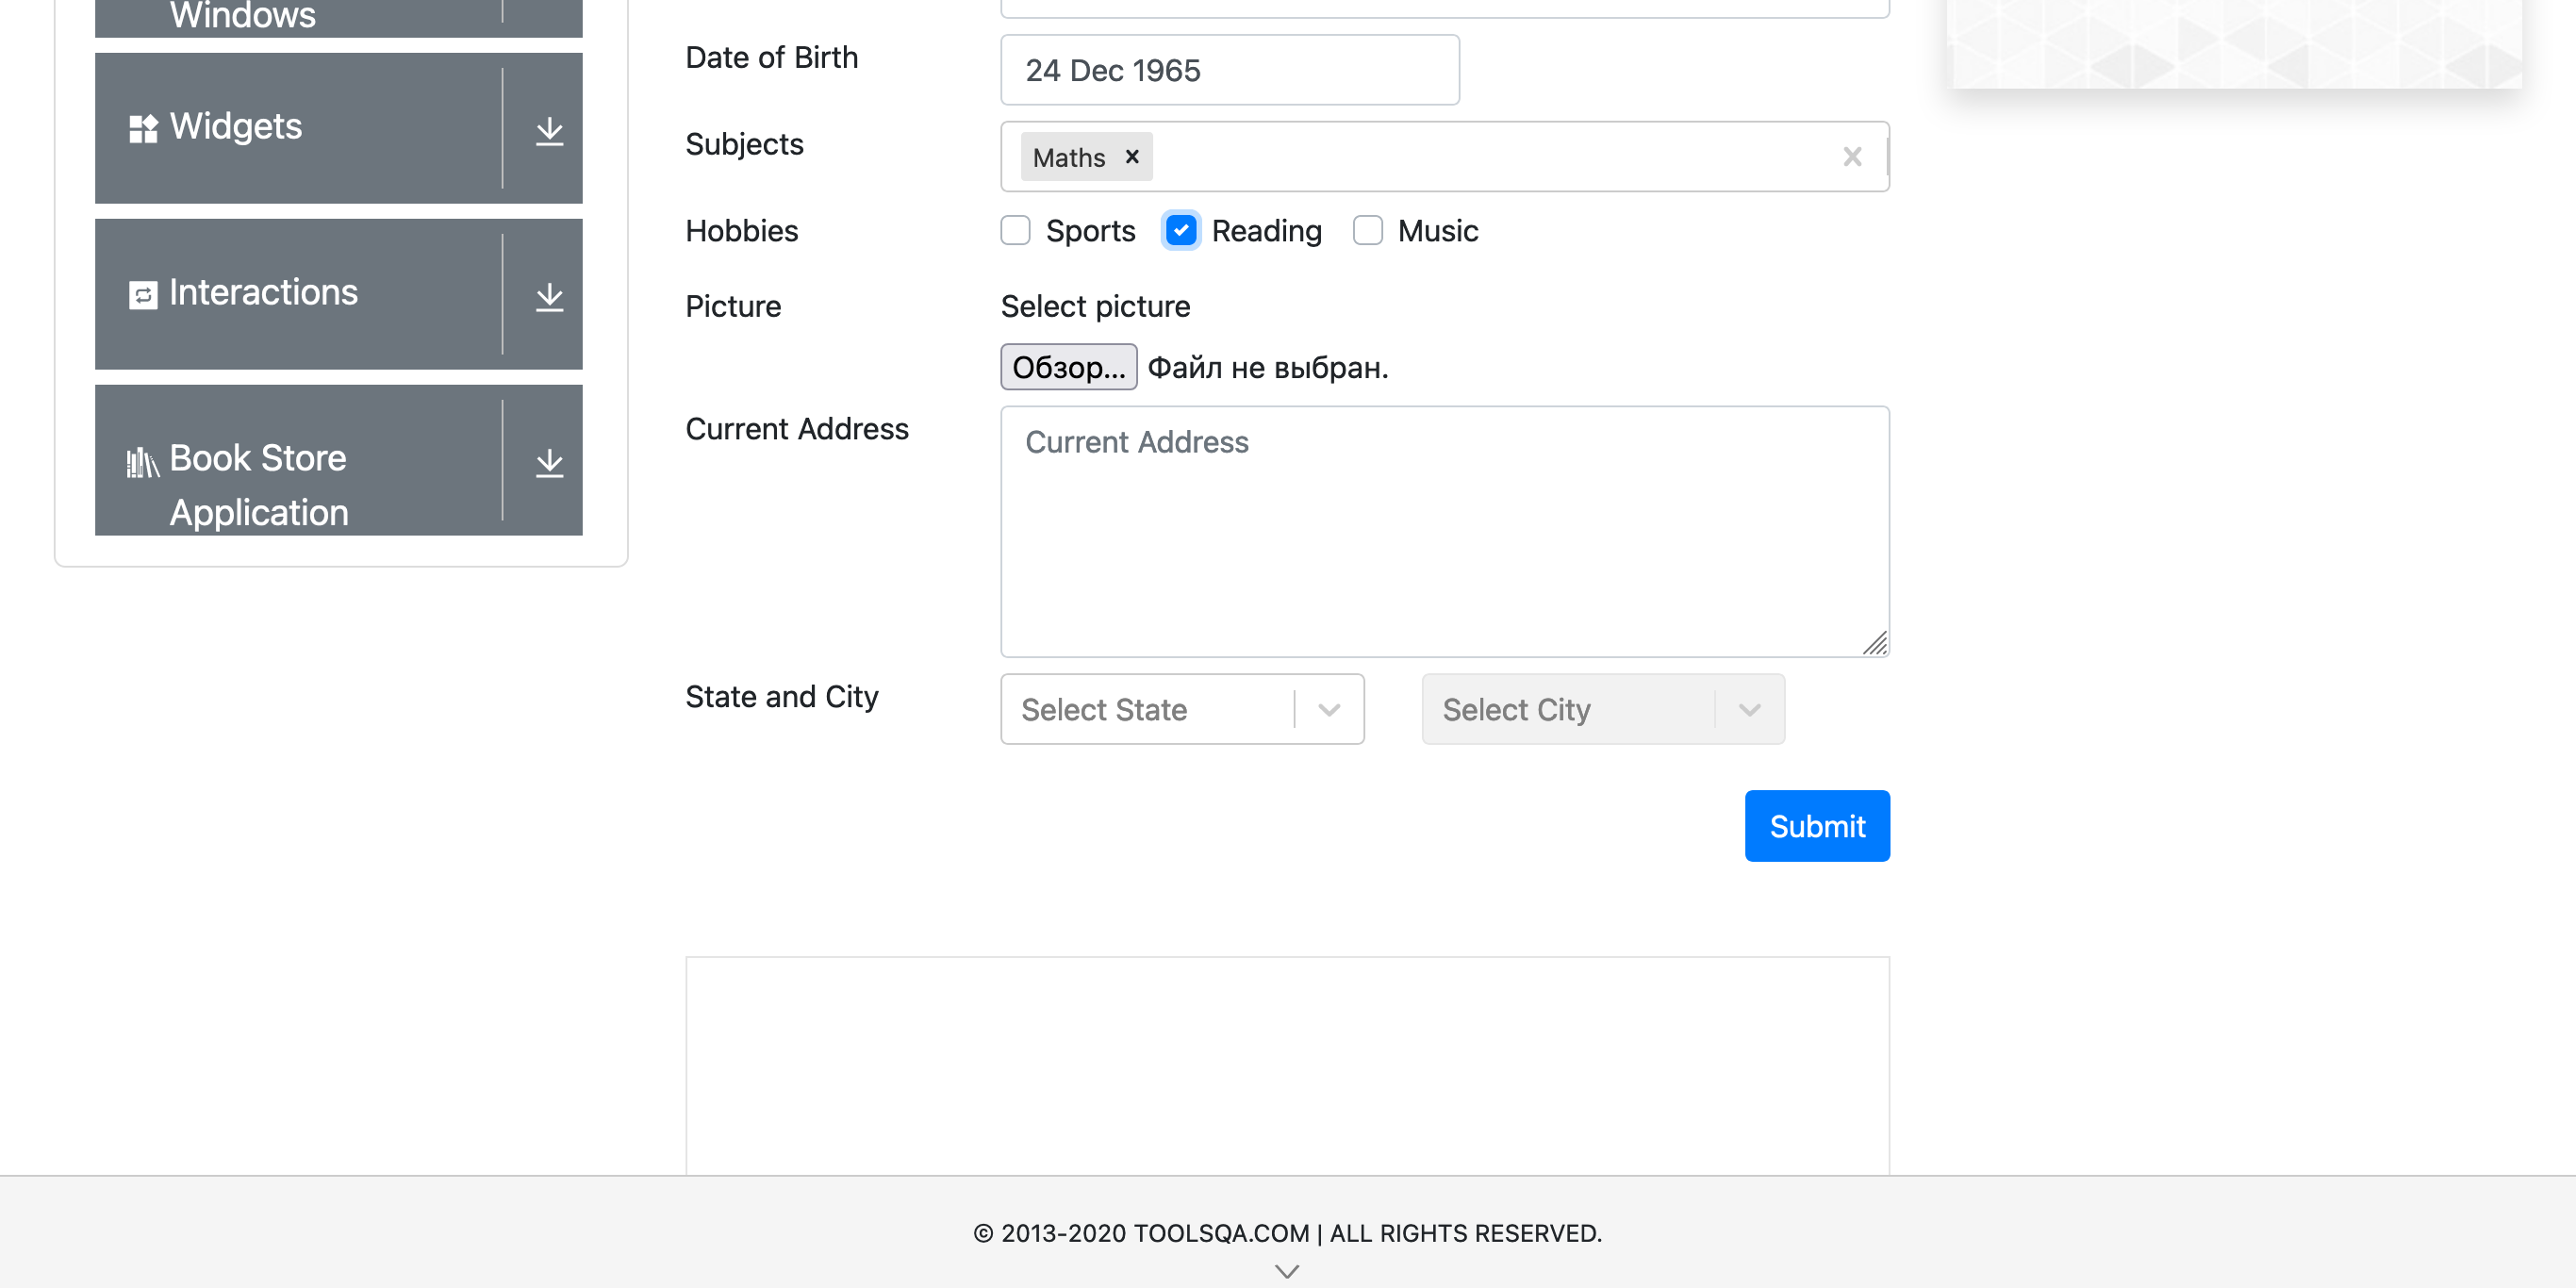 Windows
Widgets
Interactions
Book Store
Application
Date of Birth
24 Dec 1965
Subjects
Maths
Hobbies
Sports Reading Music
Picture
Select picture
Обзор... Файл не выбран.
Current Address
Current Address
State and City
Select State
Select City
Submit
© 2013-2020 TOOLSQA.COM | ALL RIGHTS RESERVED.